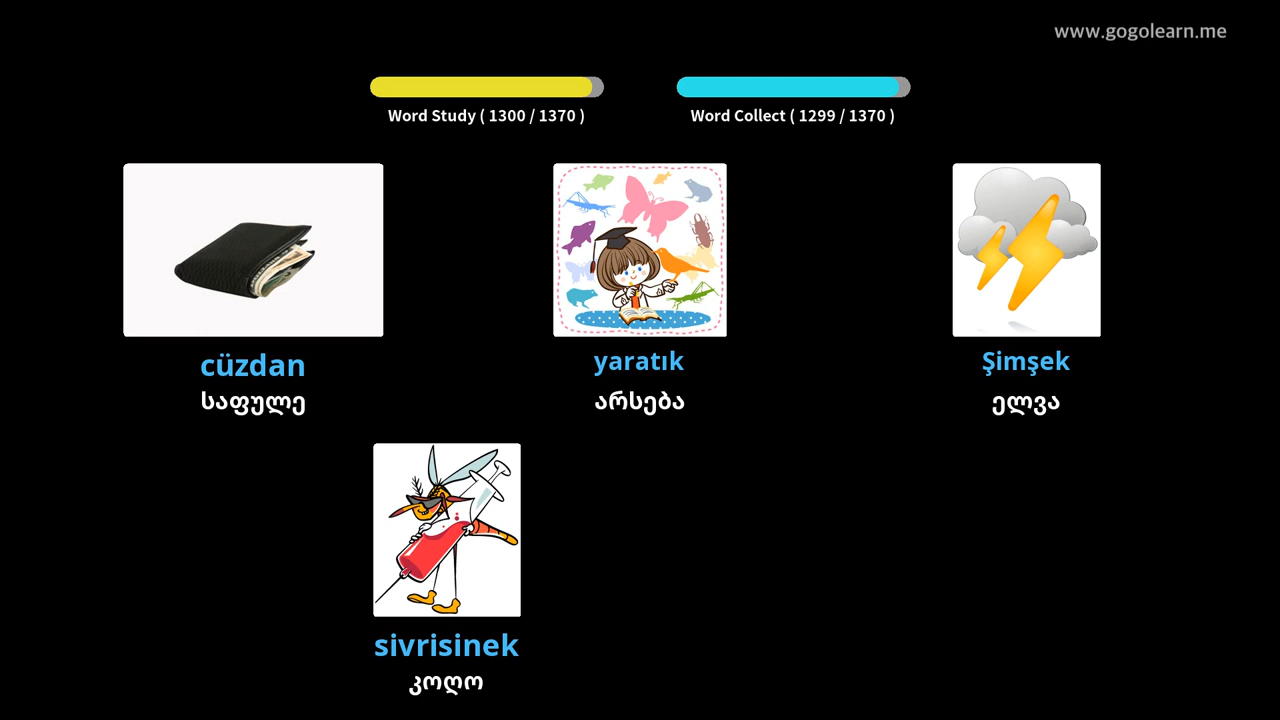 www.gogolearn.me
Word Study ( 1300 / 1370 )
Word Collect ( 1299 / 1370 )
cüzdan
საფულე
yaratık
არსება
Şimşek
ელვა
sivrisinek
კოღო